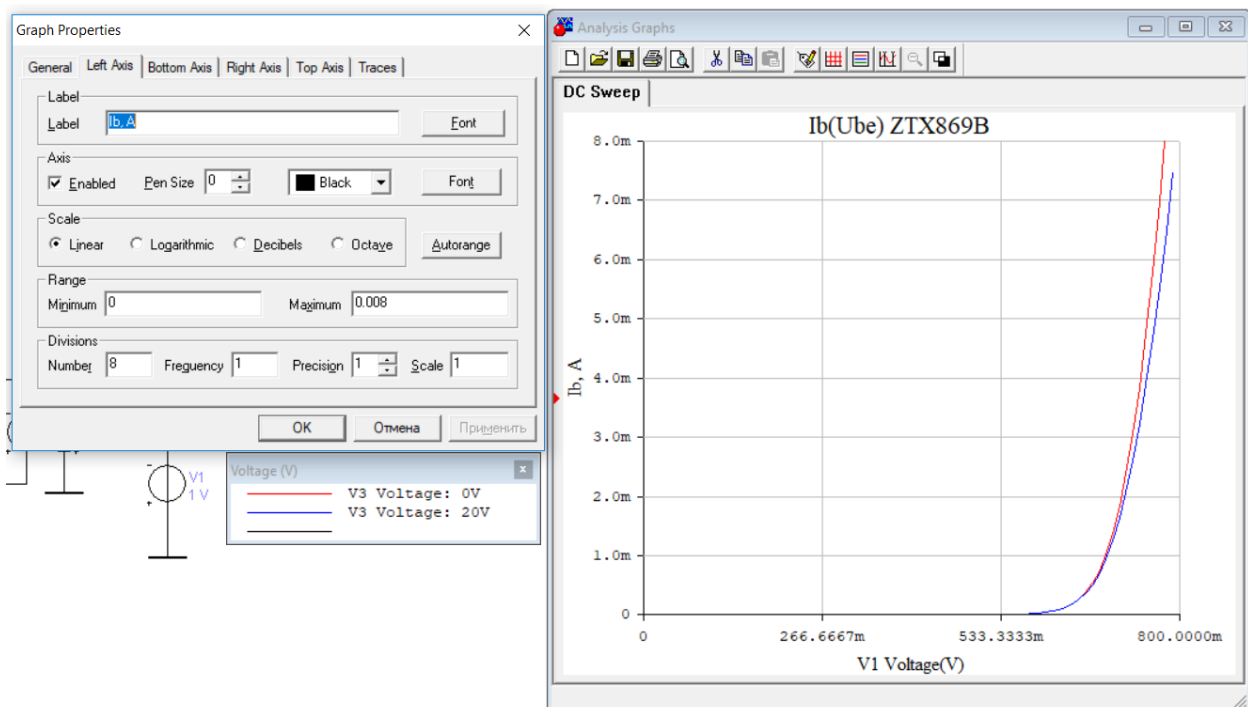 Graph Properties
General Left Axis Bottom Axis Right Axis Top Axis Traces
Label
Label Ib, A Font
Axis
Enabled Pen Size 0 Black Font
Scale
Linear Logarithmic Decibels Octave Autorange
Range
Minimum 0 Maximum 0.008
Divisions
Number 8 Freguency 1 Precision 1 Scale 1
OK Отмена Применить
V1
1 V
Voltage (V)
V3 Voltage: 0V
V3 Voltage: 20V
Analysis Graphs
DC Sweep
Ib(Ube) ZTX869B
8.0m
7.0m
6.0m
5.0m
4.0m
3.0m
2.0m
1.0m
0
Ib, A
0 266.6667m 533.3333m 800.0000m
V1 Voltage(V)